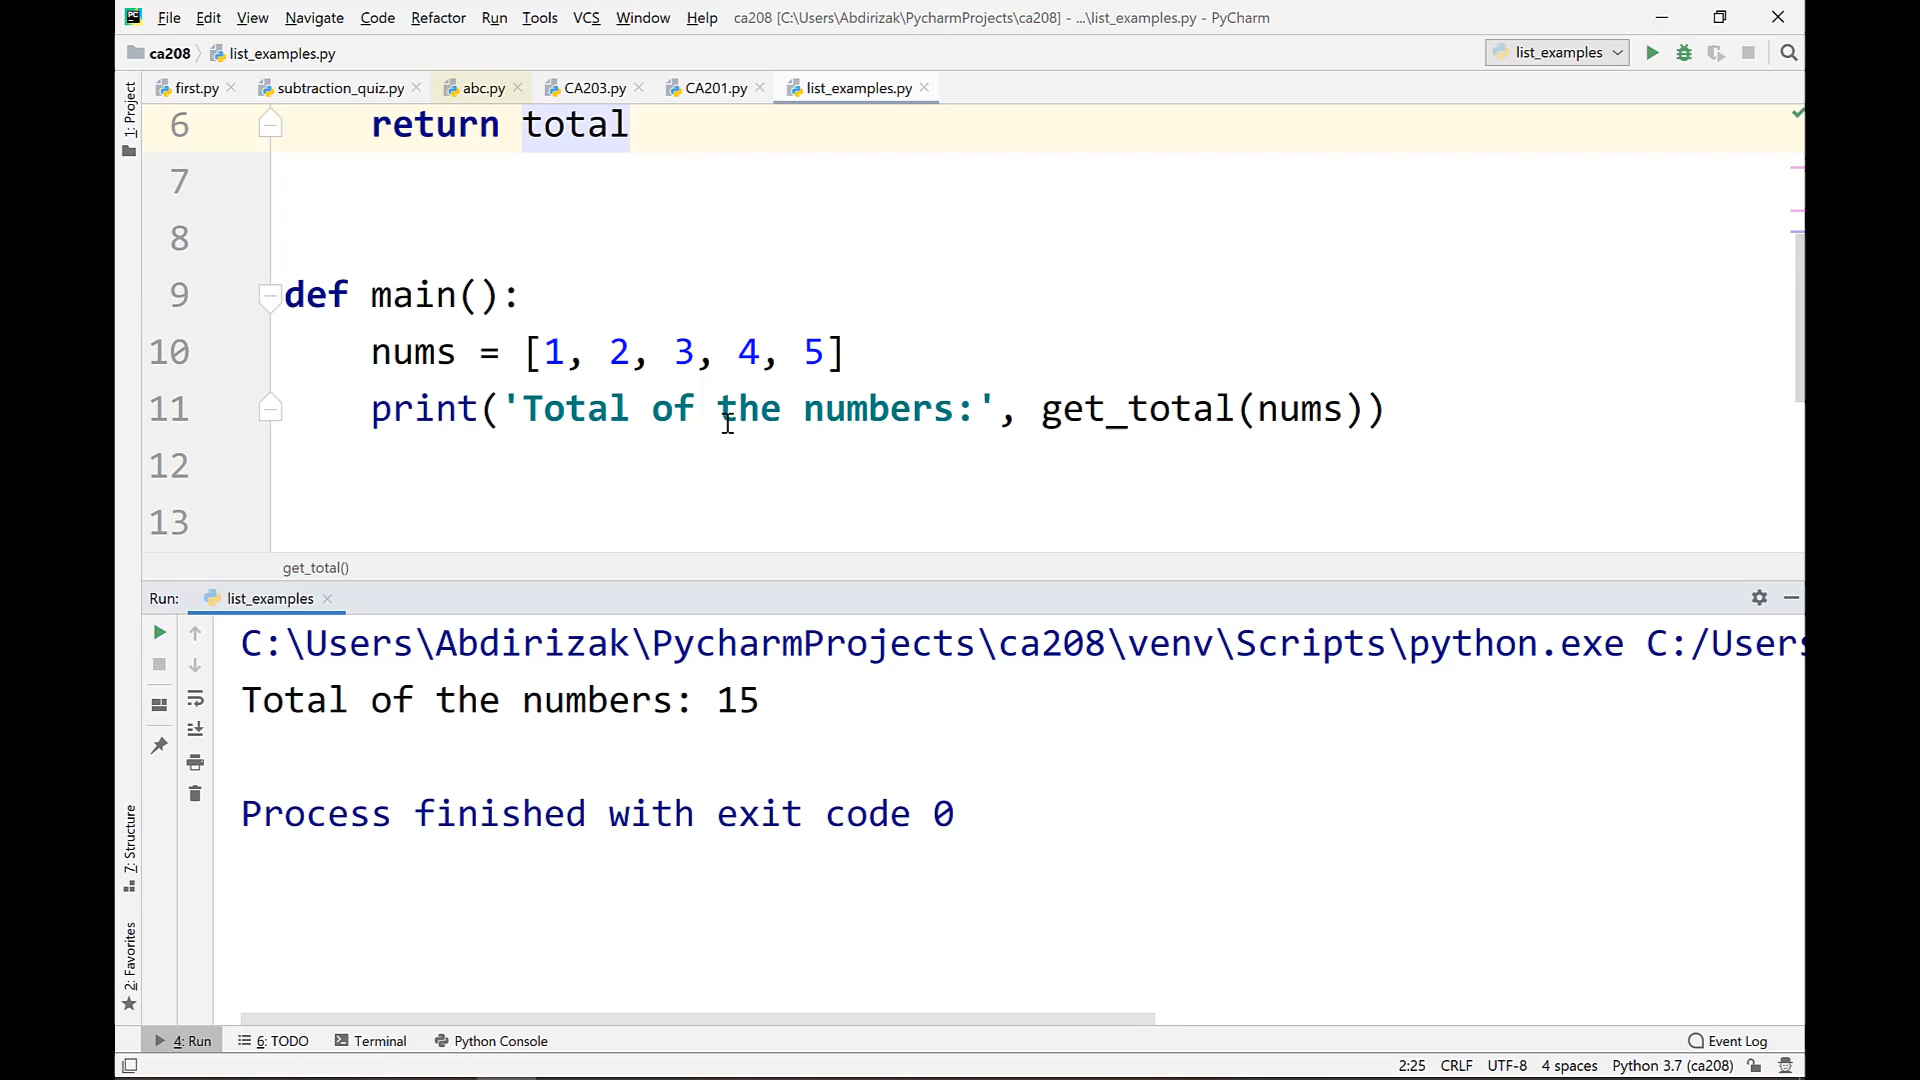 File Edit View Navigate Code Refactor Run Tools VCS Window Help ca208 [C:\Users\Abdirizak\PycharmProjects\ca208] - ...\list_examples.py - PyCharm
ca208 list_examples.py list_examples
first.py subtraction_quiz.py abc.py CA203.py CA201.py list_examples.py
1: Project
6 return total
7
8
9 def main():
10 nums = [1, 2, 3, 4, 5]
11 print('Total of the numbers:', get_total(nums))
12
13
get_total()
Run: list_examples
C:\Users\Abdirizak\PycharmProjects\ca208\venv\Scripts\python.exe C:/Users
Total of the numbers: 15
Process finished with exit code 0
7: Structure
2: Favorites
4: Run 6: TODO Terminal Python Console Event Log
2:25 CRLF UTF-8 4 spaces Python 3.7 (ca208)